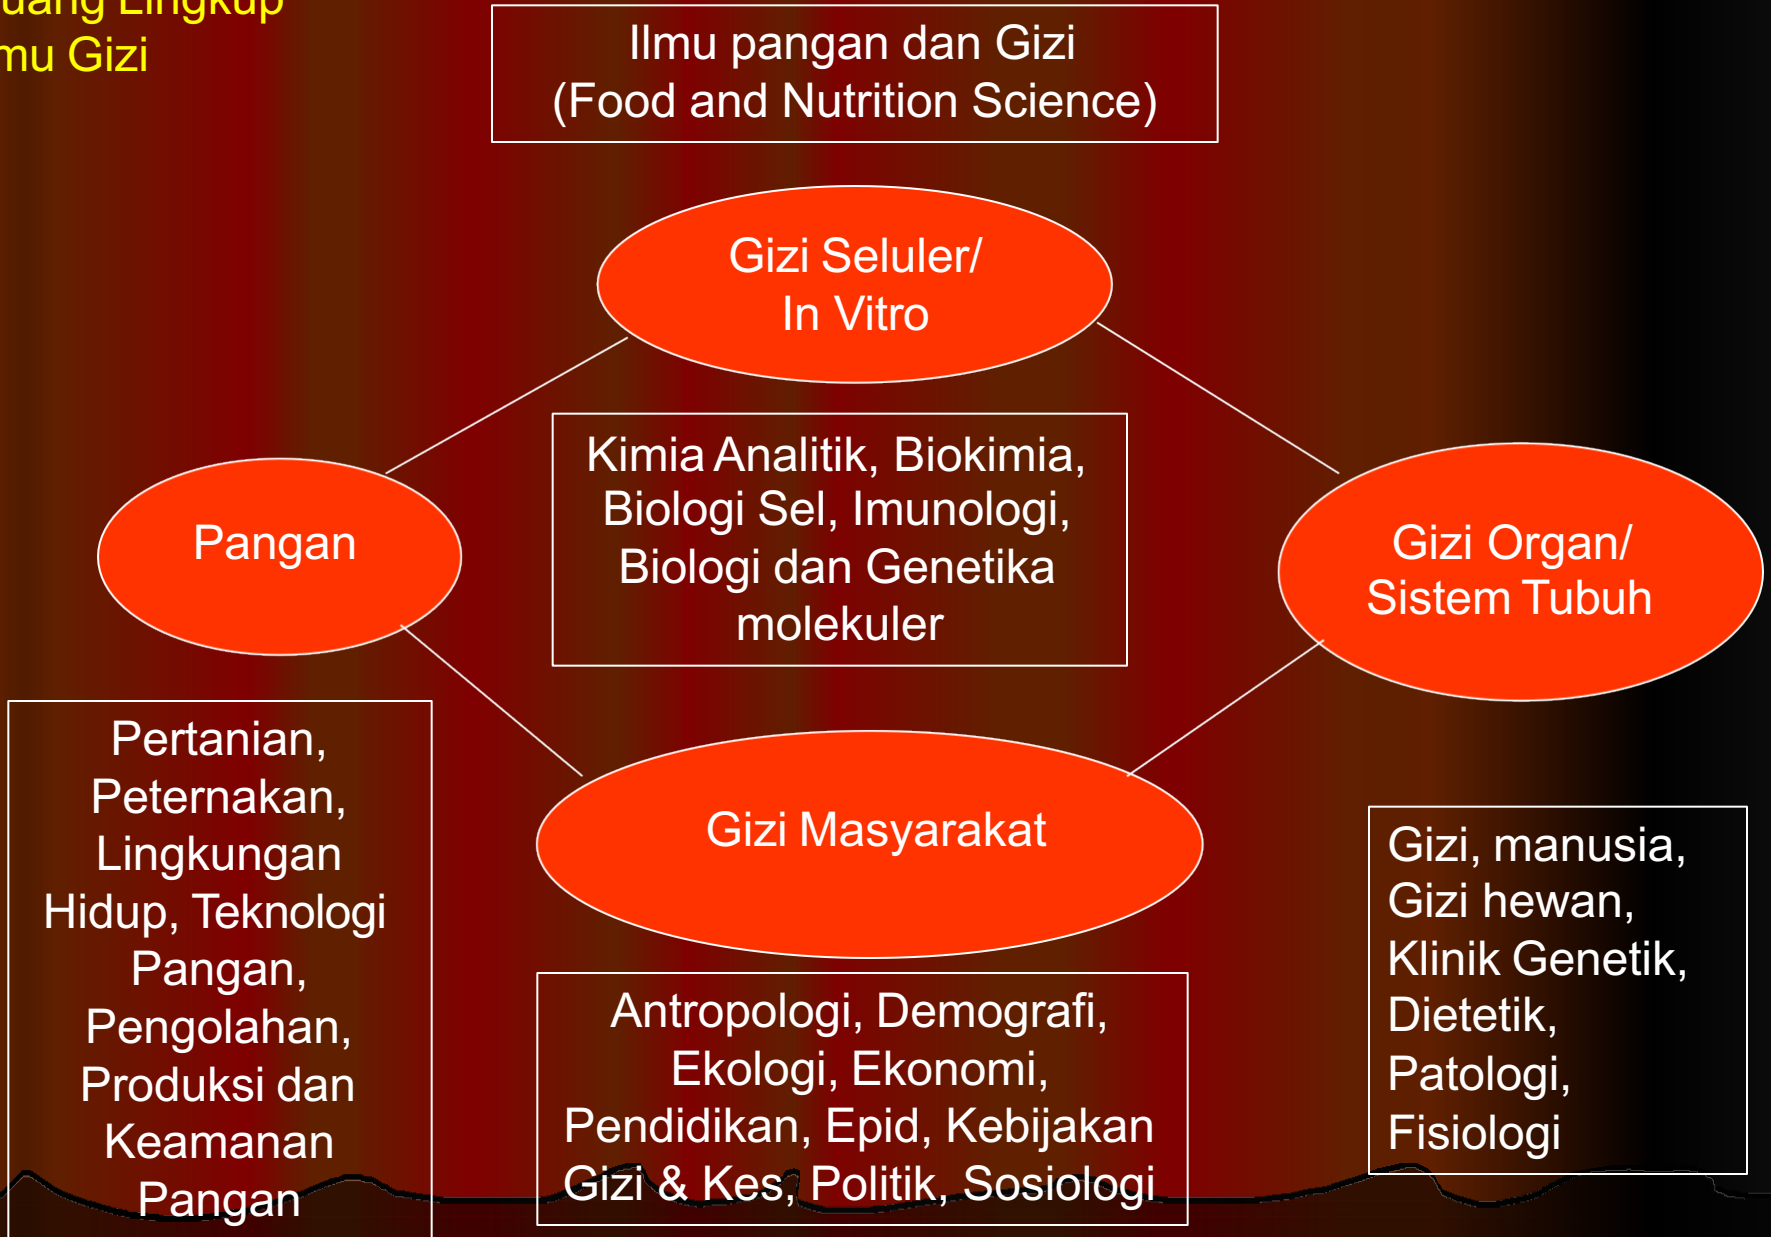 uang Lingkup
mu Gizi
Ilmu pangan dan Gizi
(Food and Nutrition Science)
Gizi Seluler/
In Vitro
Kimia Analitik, Biokimia,
Biologi Sel, Imunologi,
Biologi dan Genetika
molekuler
Pangan
Gizi Organ/
Sistem Tubuh
Pertanian,
Peternakan,
Lingkungan
Hidup, Teknologi
Pangan,
Pengolahan,
Produksi dan
Keamanan
Pangan
Gizi Masyarakat
Antropologi, Demografi,
Ekologi, Ekonomi,
Pendidikan, Epid, Kebijakan
Gizi & Kes, Politik, Sosiologi
Gizi, manusia,
Gizi hewan,
Klinik Genetik,
Dietetik,
Patologi,
Fisiologi